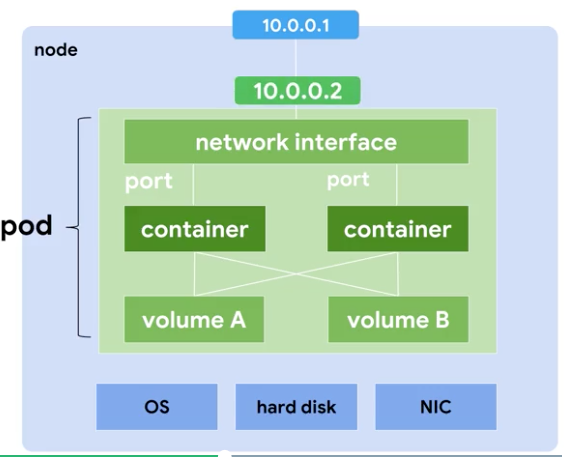 10.0.0.1
node
10.0.0.2
network interface
port port
pod
container container
volume A volume B
OS hard disk NIC